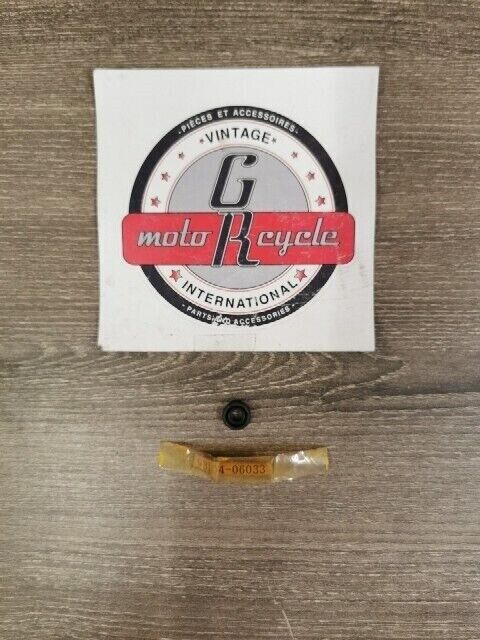 ·PIÈCES ET ACCESSOIRES·
VINTAGE
G
moto R cycle
INTERNATIONAL
- PARTS AND ACCESSORIES -
4-06033